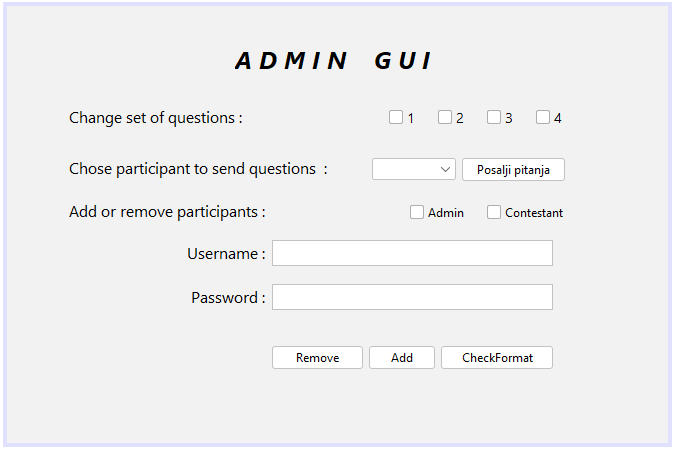 ADMIN GUI
Change set of questions : 1 2 3 4
Chose participant to send questions : Posalji pitanja
Add or remove participants : Admin Contestant
Username :
Password :
Remove Add CheckFormat